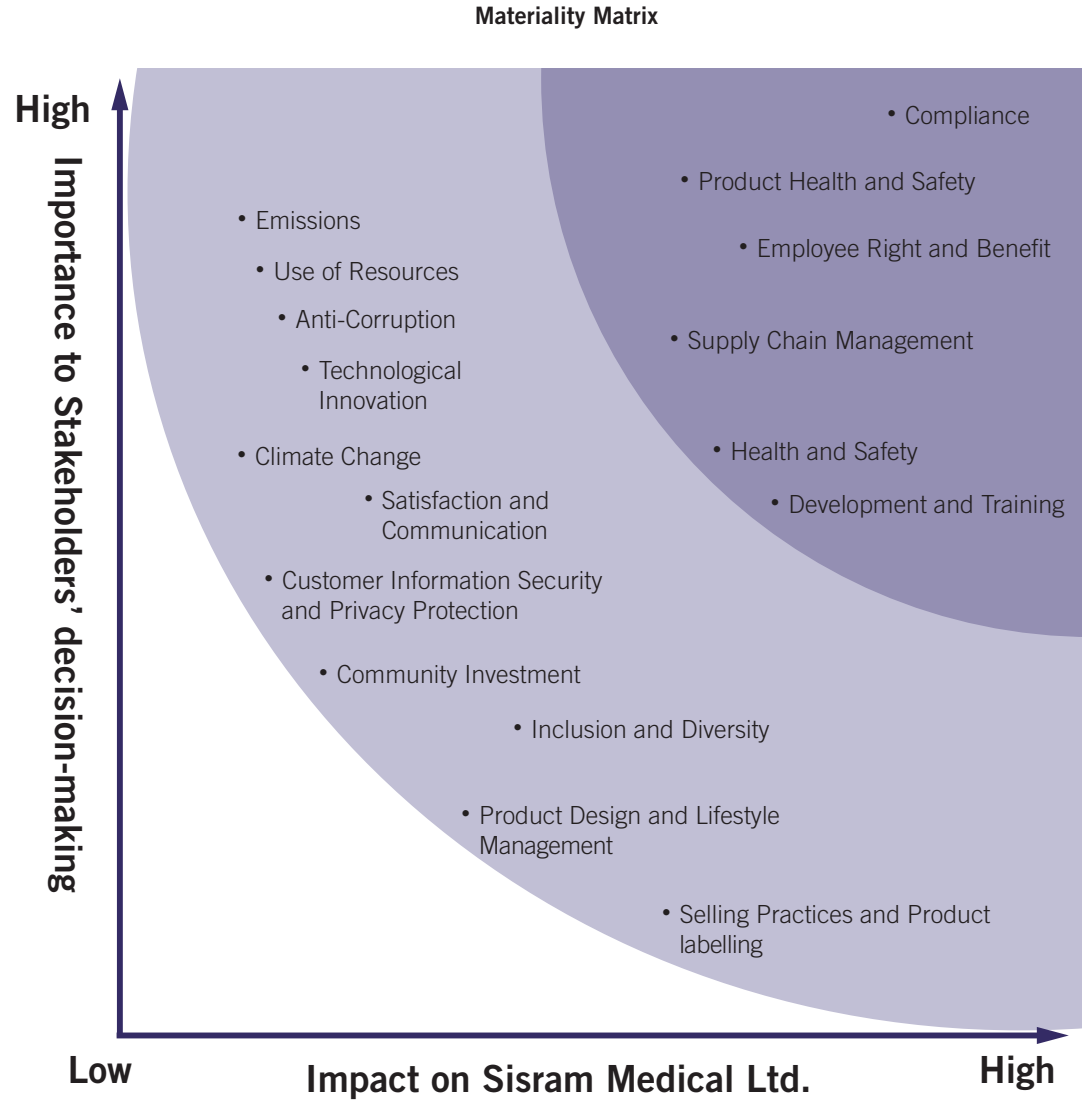 Materiality Matrix
High
Importance to Stakeholders' decision-making
• Compliance
• Product Health and Safety
• Employee Right and Benefit
• Supply Chain Management
• Health and Safety
• Development and Training
• Emissions
• Use of Resources
• Anti-Corruption
• Technological
Innovation
• Climate Change
• Satisfaction and
Communication
• Customer Information Security
and Privacy Protection
• Community Investment
• Inclusion and Diversity
• Product Design and Lifestyle
Management
• Selling Practices and Product
labelling
Low
Impact on Sisram Medical Ltd.
High